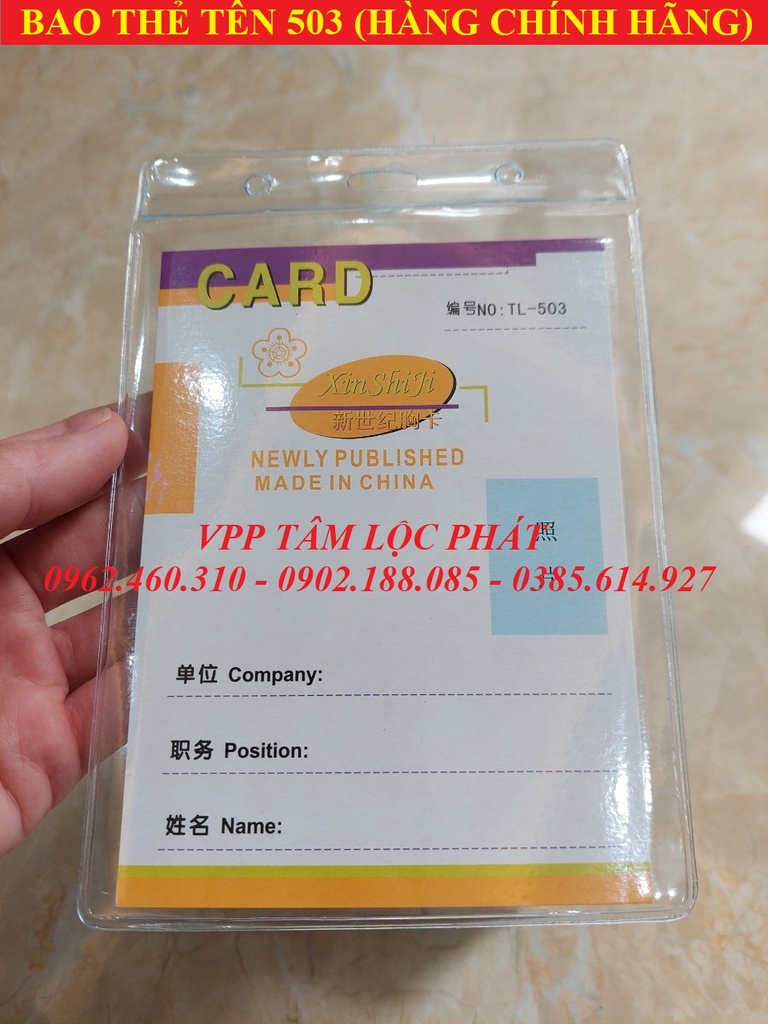 BAO THẺ TÊN 503 (HÀNG CHÍNH HÃNG)
CARD
编号NO:TL-503
XinShiJi
新世纪胸卡
NEWLY PUBLISHED
MADE IN CHINA
VPP TÂM LỘC PHÁT
照
0962.460.310 - 0902.188.085 - 0385.614.927
片
单位 Company:
职务 Position:
姓名 Name: